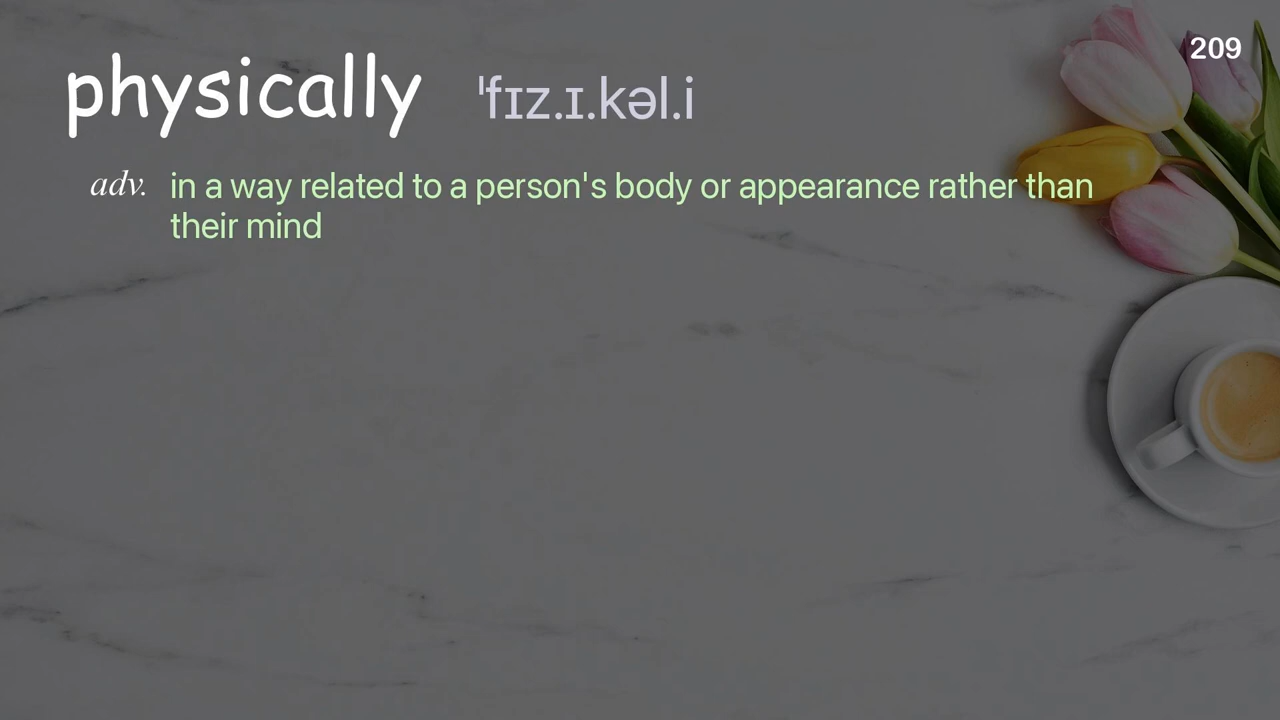 209
physically ˈfɪz.ɪ.kəl.i
adv. in a way related to a person's body or appearance rather than
their mind